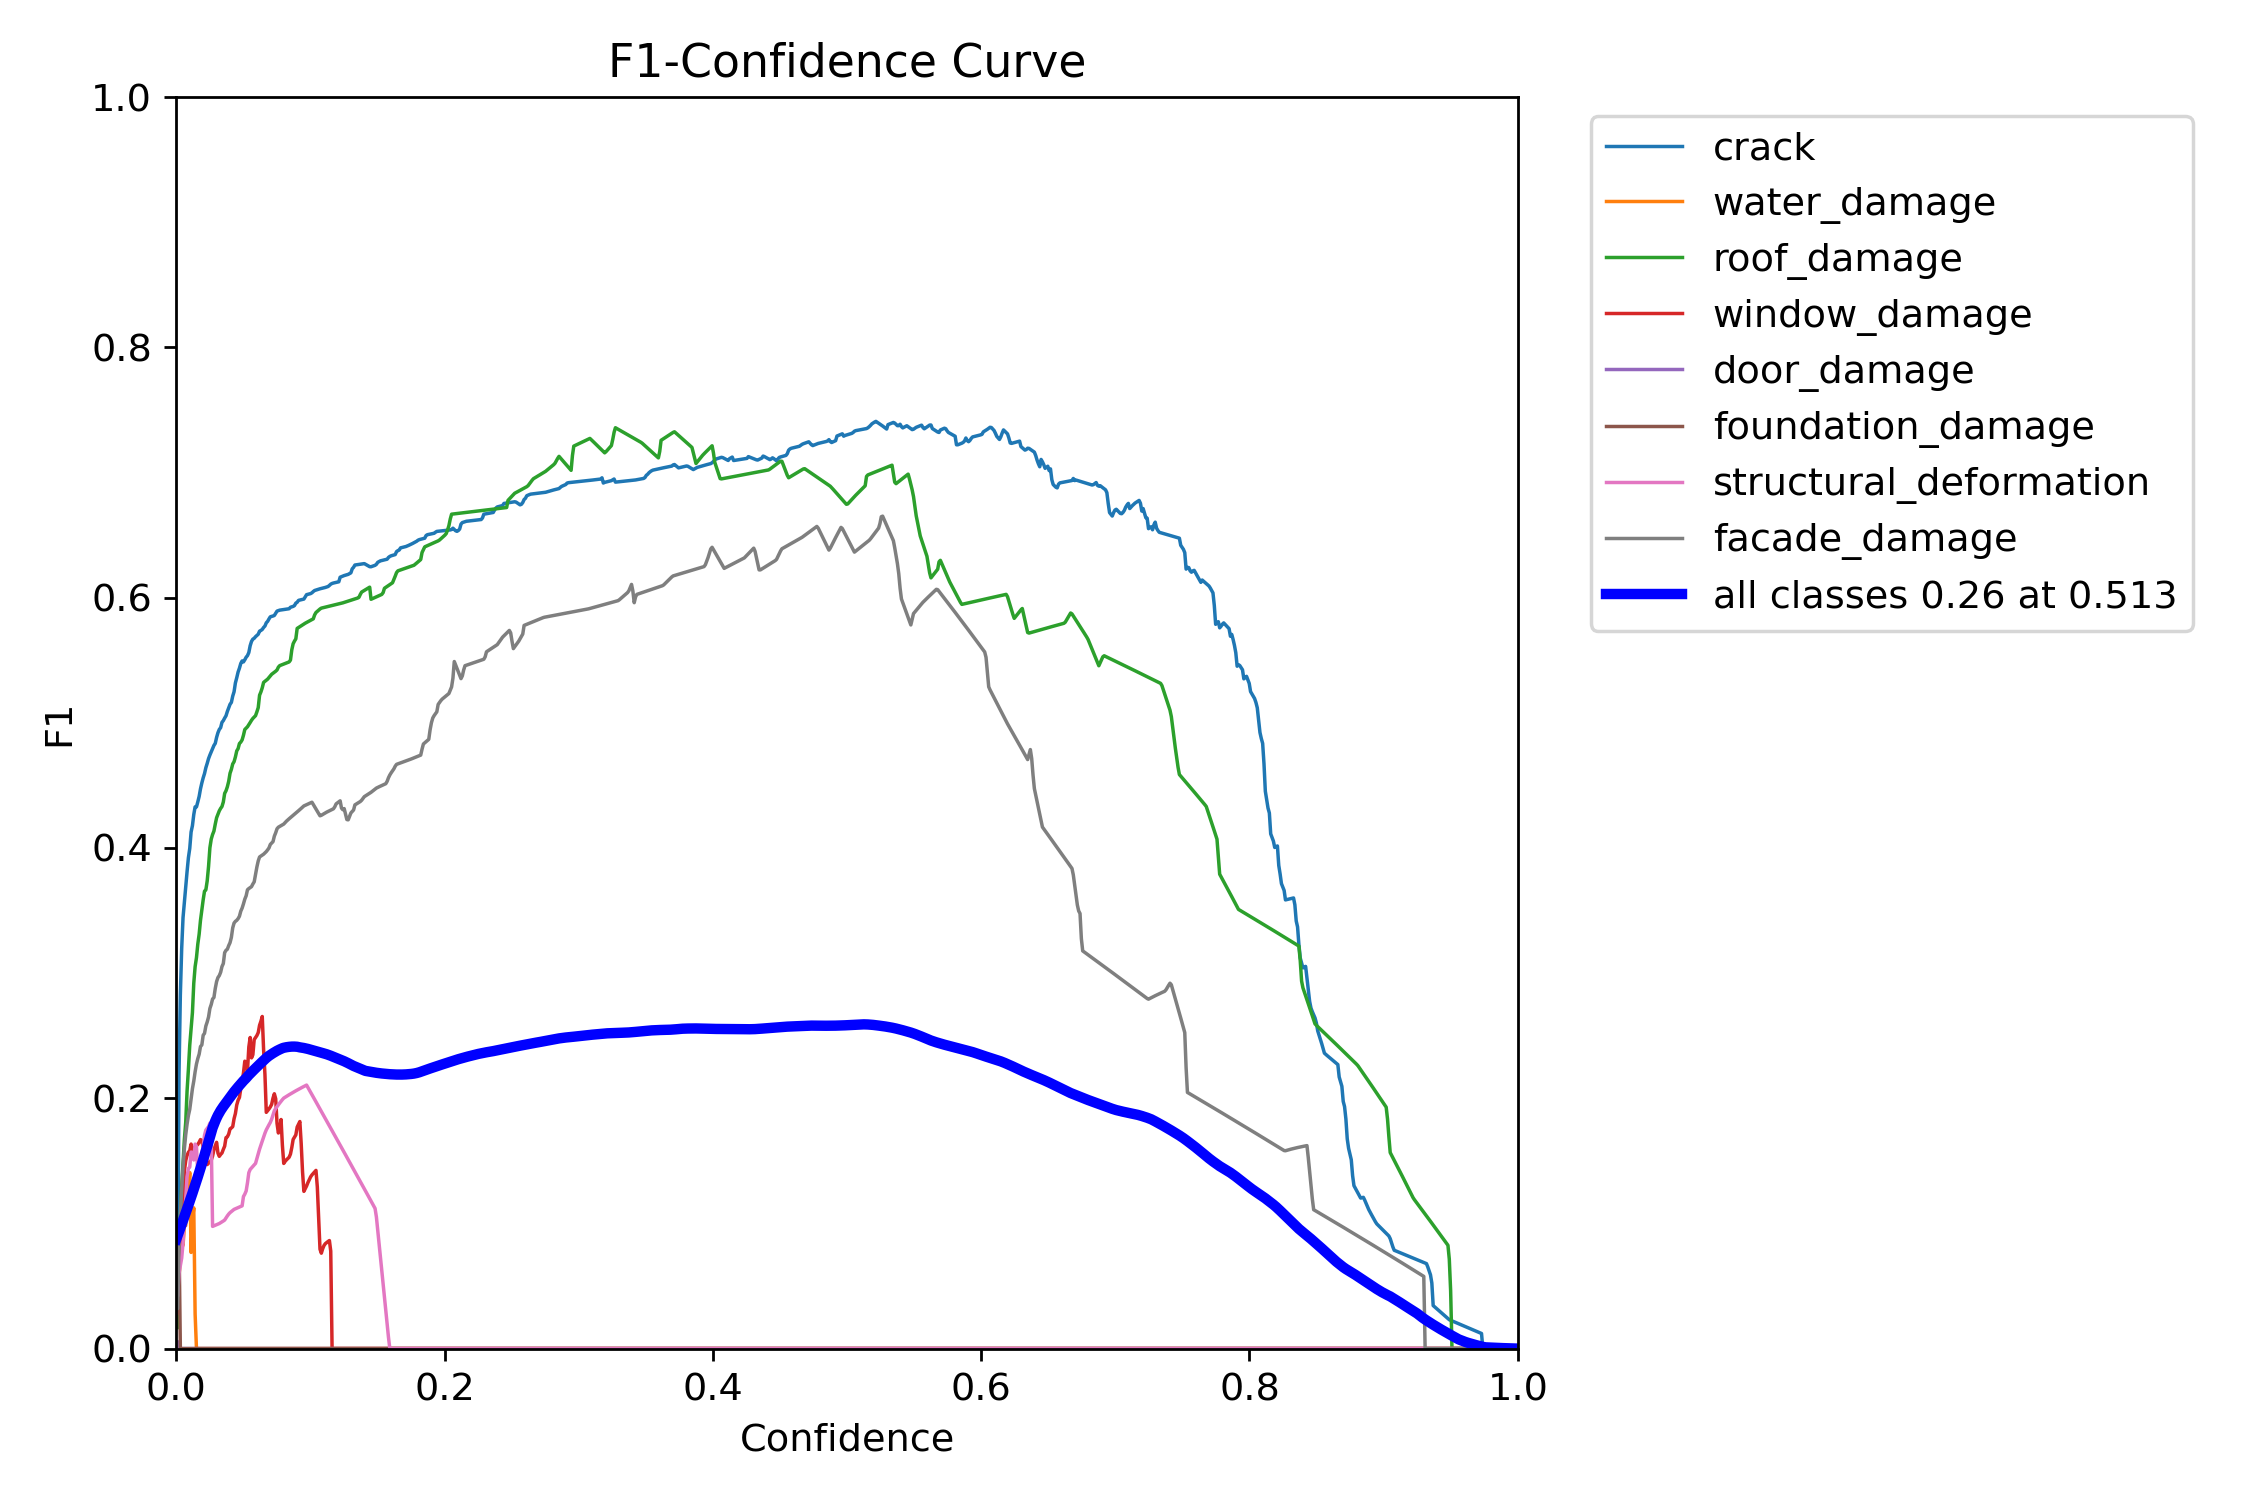 F1-Confidence Curve
1.0
0.8
0.6
0.4
0.2
0.0
F1
0.0 0.2 0.4 0.6 0.8 1.0
Confidence
crack
water_damage
roof_damage
window_damage
door_damage
foundation_damage
structural_deformation
facade_damage
all classes 0.26 at 0.513